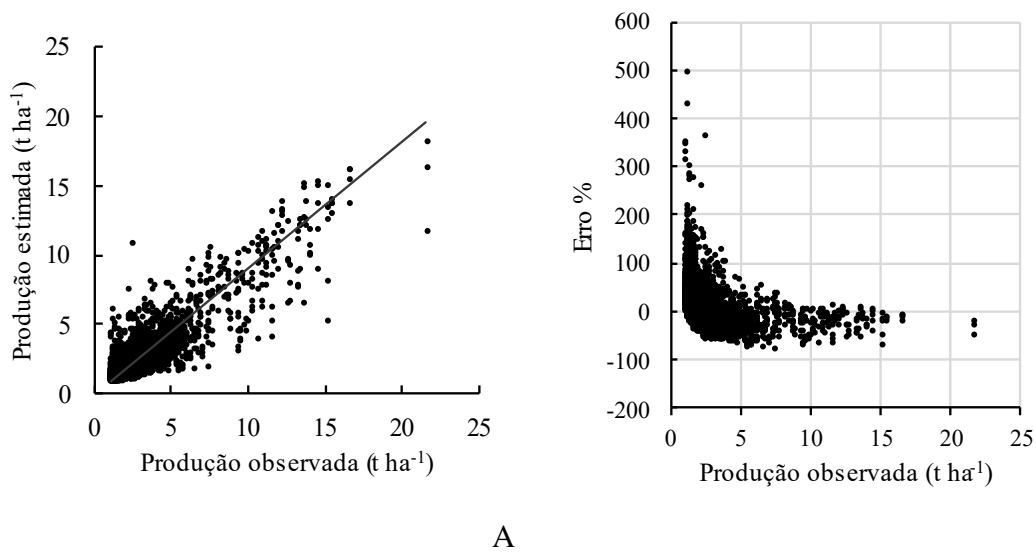 Produção estimada (t ha-1)
25
20
15
10
5
0
0 5 10 15 20 25
Produção observada (t ha-1)
Erro %
600
500
400
300
200
100
0
-100
-200
0 5 10 15 20 25
Produção observada (t ha-1)
A